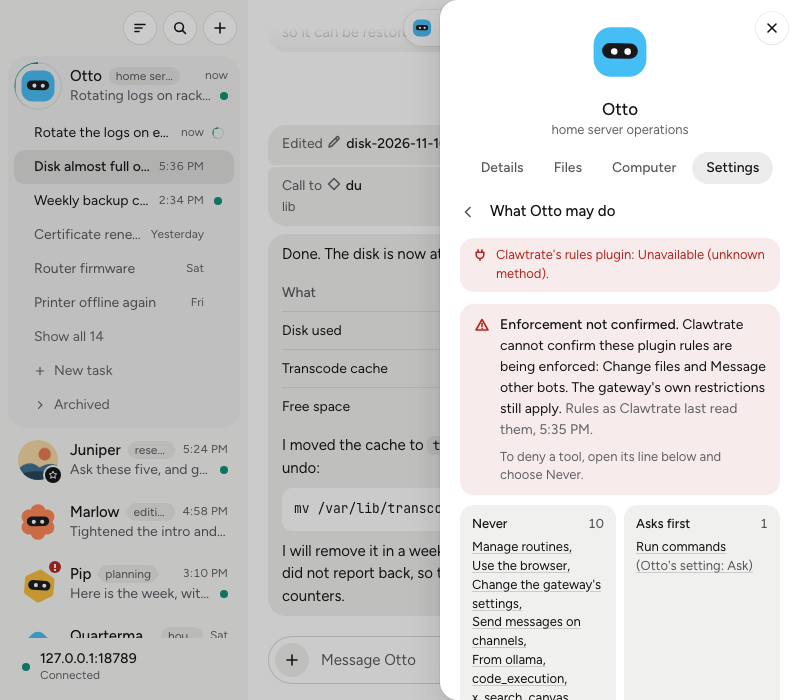 Otto
home ser...
now
Rotating logs on rack...
Rotate the logs on e...
now
Disk almost full o...
5:36 PM
Weekly backup c...
2:34 PM
Certificate rene...
Yesterday
Router firmware
Sat
Printer offline again
Fri
Show all 14
New task
Archived
Juniper
rese...
5:24 PM
Ask these five, and g...
Marlow
editi...
4:58 PM
Tightened the intro and...
Pip
planning
3:10 PM
Here is the week, wit...
Quarterma
hou
Sat
127.0.0.1:18789
Connected
so it can be restor
Edited disk-2026-11-1
Call to du
lib
Done. The disk is now at
What
Disk used
Transcode cache
Free space
I moved the cache to t
undo:
mv /var/lib/transco
I will remove it in a week
did not report back, so t
counters.
Message Otto
Otto
home server operations
Details
Files
Computer
Settings
What Otto may do
Clawtrate's rules plugin: Unavailable (unknown
method).
Enforcement not confirmed. Clawtrate
cannot confirm these plugin rules are
being enforced: Change files and Message
other bots. The gateway's own restrictions
still apply. Rules as Clawtrate last read
them, 5:35 PM.
To deny a tool, open its line below and
choose Never.
Never
10
Manage routines,
Use the browser,
Change the gateway's
settings,
Send messages on
channels,
From ollama,
code_execution,
x_search, canvas
Asks first
1
Run commands
(Otto's setting: Ask)